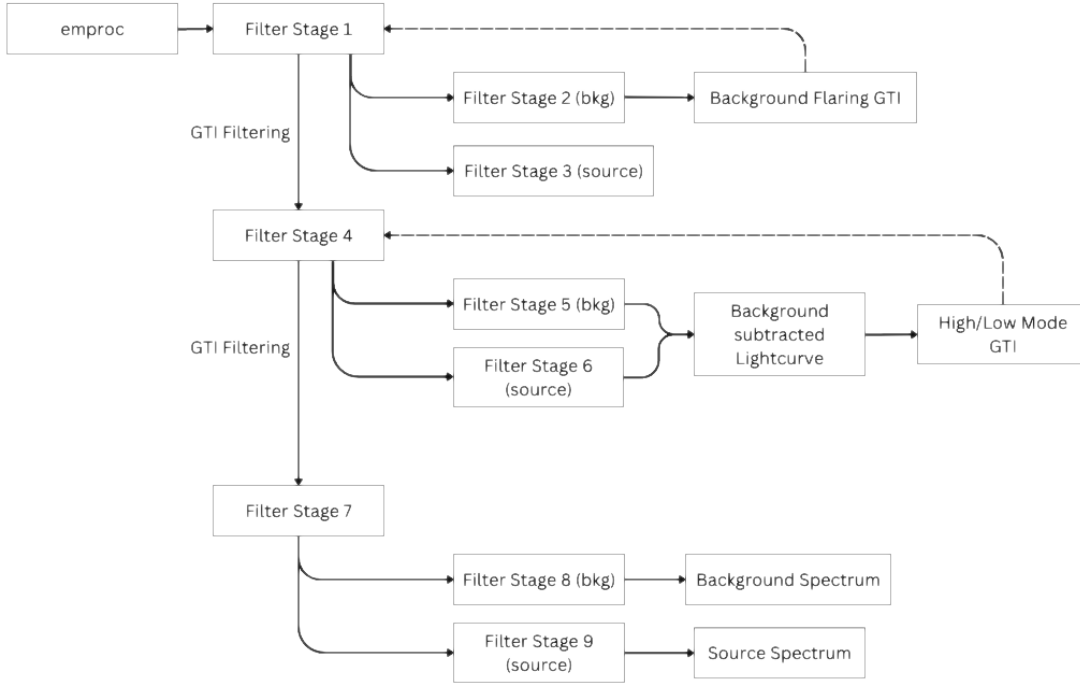 emproc
Filter Stage 1
Filter Stage 2 (bkg)
Background Flaring GTI
GTI Filtering
Filter Stage 3 (source)
Filter Stage 4
Filter Stage 5 (bkg)
Background
subtracted
Lightcurve
High/Low Mode
GTI
GTI Filtering
Filter Stage 6
(source)
Filter Stage 7
Filter Stage 8 (bkg)
Background Spectrum
Filter Stage 9
(source)
Source Spectrum